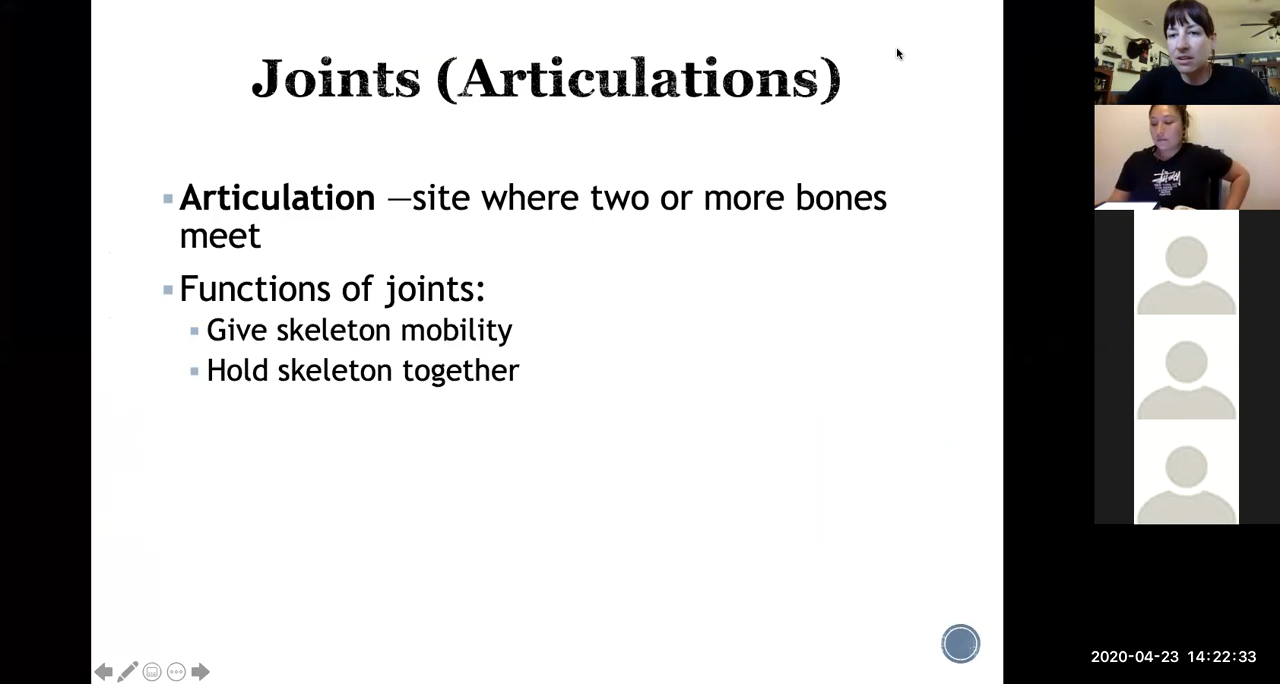 Joints (Articulations)
Articulation —site where two or more bones
meet
Functions of joints:
Give skeleton mobility
Hold skeleton together
2020-04-23 14:22:33